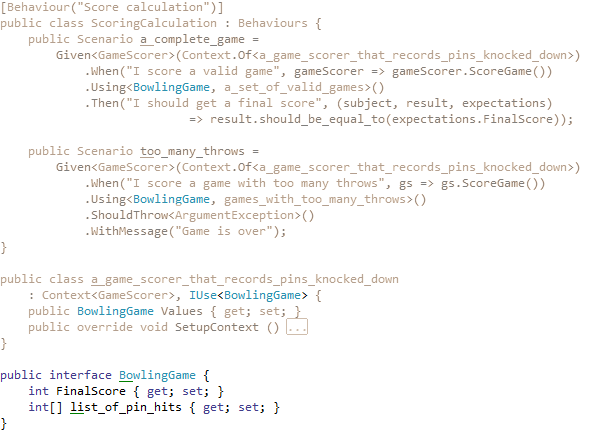 [Behaviour("Score calculation")]
public class ScoringCalculation : Behaviours {
    public Scenario a_complete_game =
        Given<GameScorer>(Context.Of<a_game_scorer_that_records_pins_knocked_down>)
            .When("I score a valid game", gameScorer => gameScorer.ScoreGame())
            .Using<BowlingGame, a_set_of_valid_games>()
            .Then("I should get a final score", (subject, result, expectations)
                           => result.should_be_equal_to(expectations.FinalScore));
    public Scenario too_many_throws =
        Given<GameScorer>(Context.Of<a_game_scorer_that_records_pins_knocked_down>)
            .When("I score a game with too many throws", gs => gs.ScoreGame())
            .Using<BowlingGame, games_with_too_many_throws>()
            .ShouldThrow<ArgumentException>()
            .WithMessage("Game is over");
}
public class a_game_scorer_that_records_pins_knocked_down
    : Context<GameScorer>, IUse<BowlingGame> {
    public BowlingGame Values { get; set; }
    public override void SetupContext () ...
}
public interface BowlingGame {
    int FinalScore { get; set; }
    int[] list_of_pin_hits { get; set; }
}